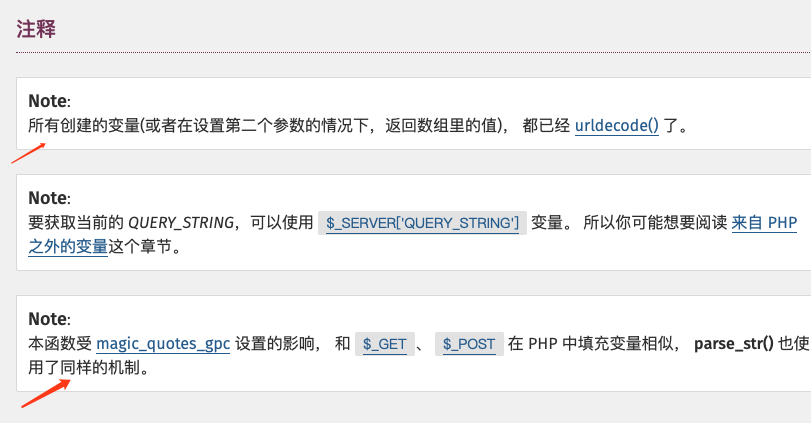 注释
Note:
所有创建的变量(或者在设置第二个参数的情况下，返回数组里的值)， 都已经 urldecode() 了。
Note:
要获取当前的 QUERY_STRING，可以使用 $_SERVER['QUERY_STRING'] 变量。 所以你可能想要阅读 来自 PHP
之外的变量这个章节。
Note:
本函数受 magic_quotes_gpc 设置的影响， 和 $_GET 、 $_POST 在 PHP 中填充变量相似， parse_str() 也使
用了同样的机制。